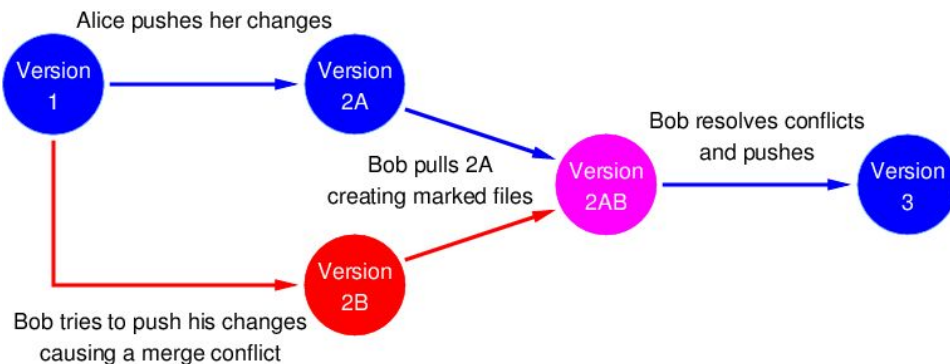 Alice pushes her changes
Version
1
Version
2A
Bob pulls 2A
creating marked files
Version
2AB
Bob resolves conflicts
and pushes
Version
3
Version
2B
Bob tries to push his changes
causing a merge conflict